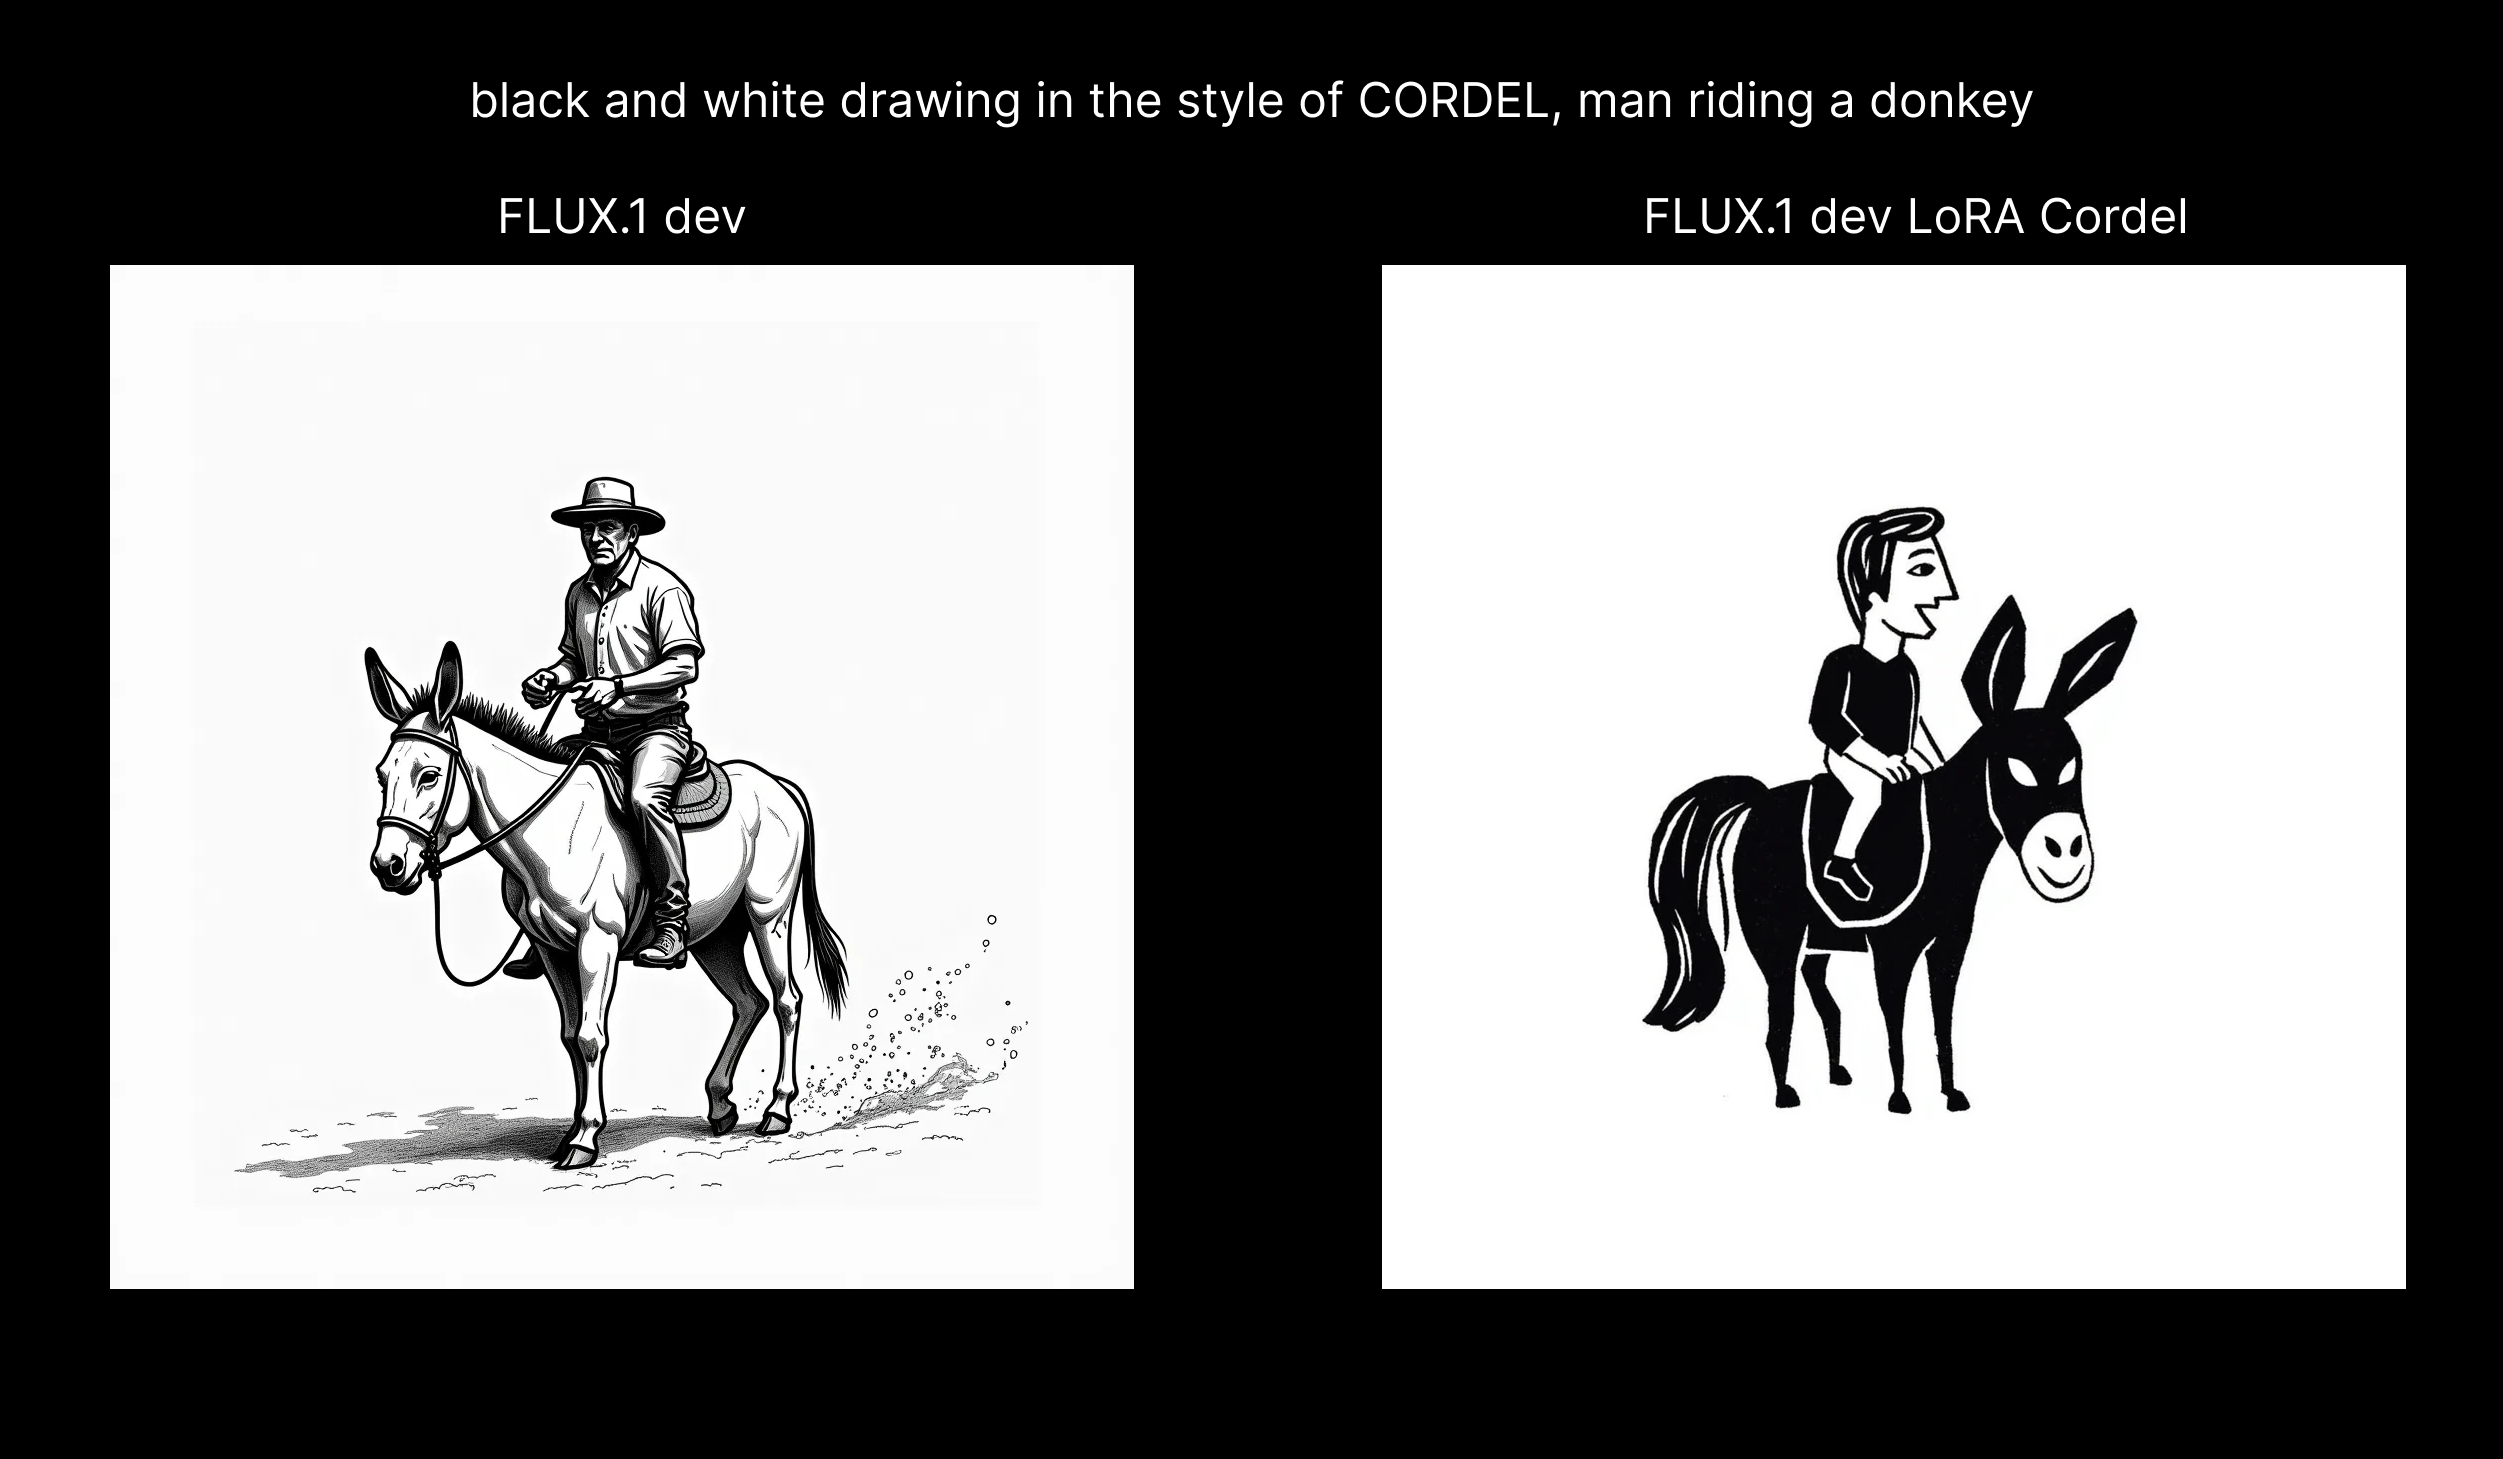 black and white drawing in the style of CORDEL, man riding a donkey
FLUX.1 dev
FLUX.1 dev LoRA Cordel